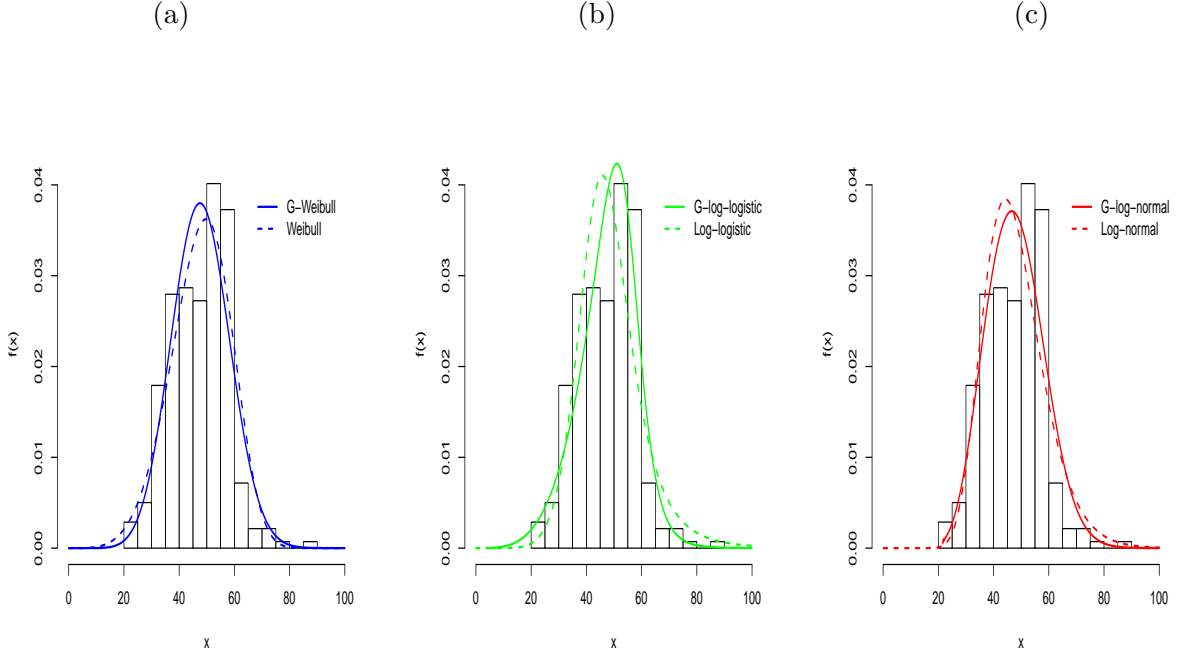 (a)
(b)
(c)
f(x)
0.00
0.01
0.02
0.03
0.04
G−Weibull
Weibull
0
20
40
60
80
100
x
f(x)
0.00
0.01
0.02
0.03
0.04
G−log−logistic
Log−logistic
0
20
40
60
80
100
x
f(x)
0.00
0.01
0.02
0.03
0.04
G−log−normal
Log−normal
0
20
40
60
80
100
x